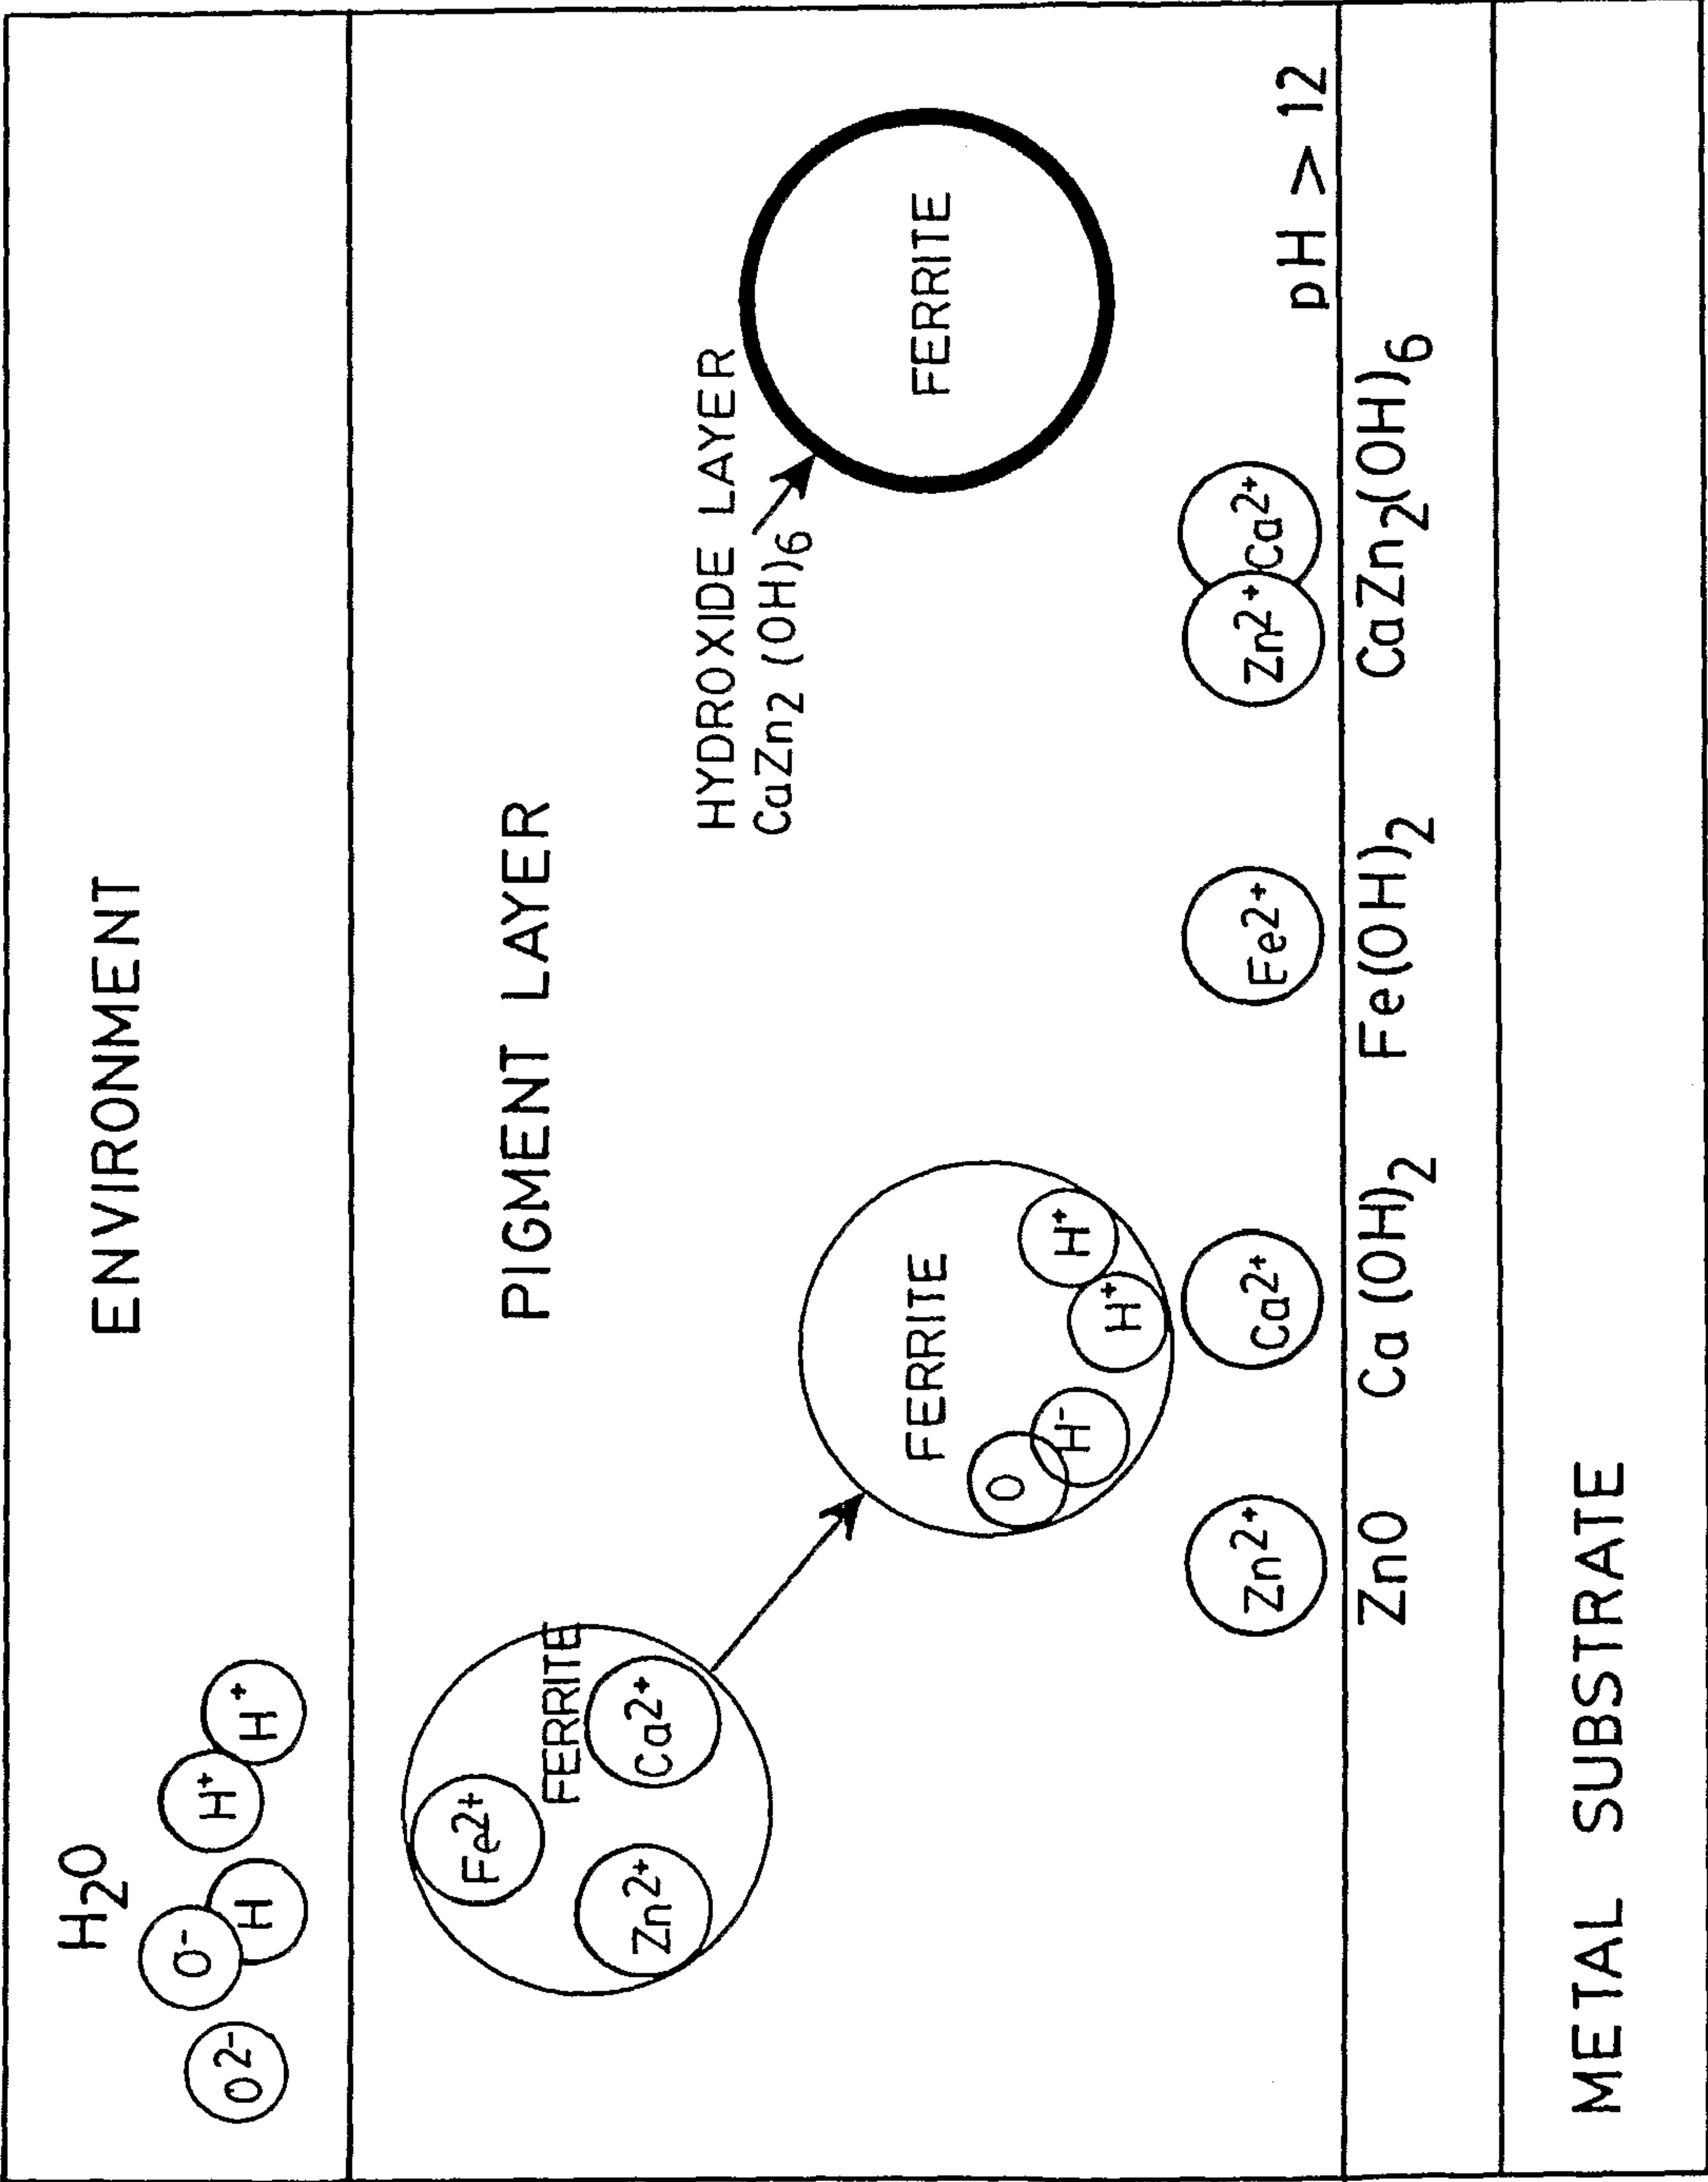 ENVIRONMENT
H₂O
O²⁻
O⁻
H
H⁺
H⁺
PIGMENT LAYER
Fe²⁺
FERRITE
Zn²⁺
Ca²⁺
HYDROXIDE LAYER
CaZn₂ (OH)₆
FERRITE
O
H⁻
H⁺
H⁺
FERRITE
Zn²⁺
Ca²⁺
Fe²⁺
Zn²⁺
Ca²⁺
pH > 12
ZnO
Ca (OH)₂
Fe(OH)₂
CaZn₂(OH)₆
METAL SUBSTRATE